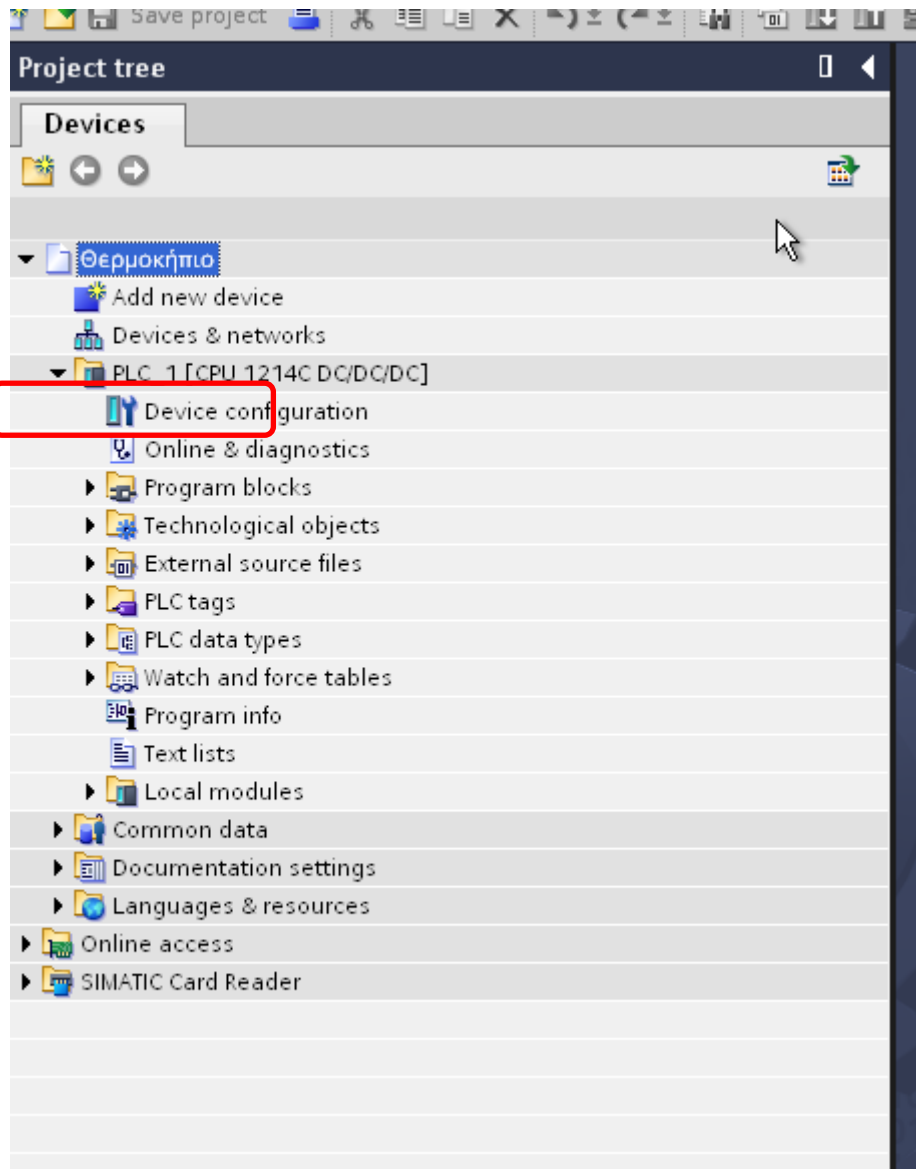 Save project
Project tree
Devices
Θερμοκήπιο
Add new device
Devices & networks
PLC_1 [CPU 1214C DC/DC/DC]
Device configuration
Online & diagnostics
Program blocks
Technological objects
External source files
PLC tags
PLC data types
Watch and force tables
Program info
Text lists
Local modules
Common data
Documentation settings
Languages & resources
Online access
SIMATIC Card Reader